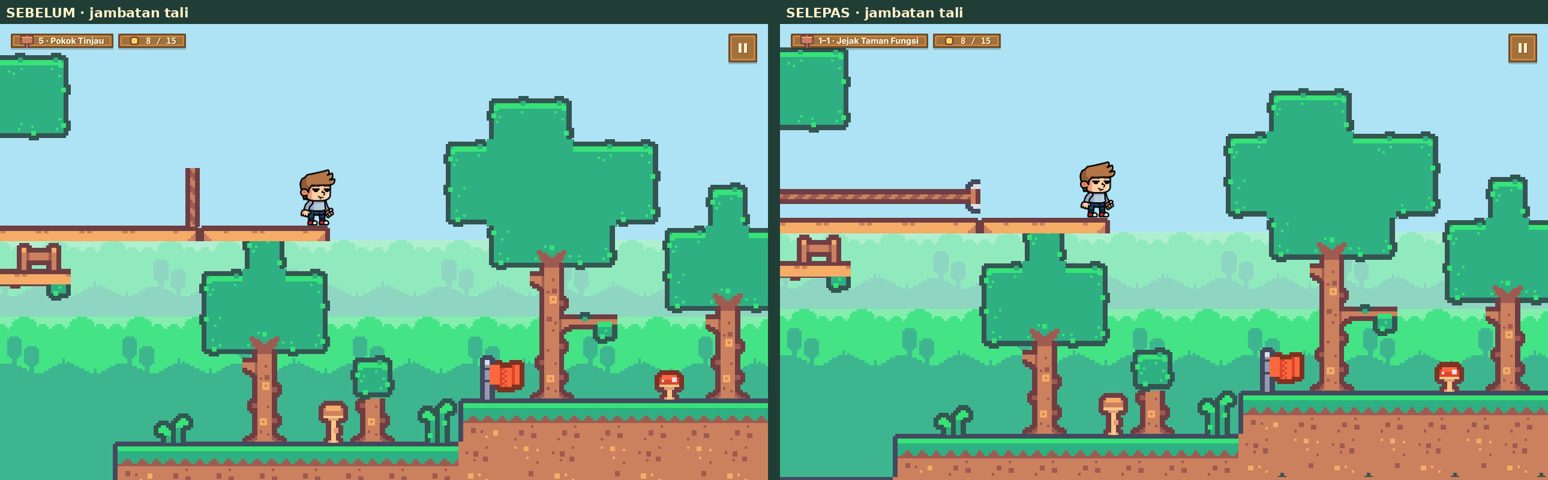 SEBELUM · jambatan tali
5 · Pokok Tinjau
8 / 15
SELEPAS · jambatan tali
1–1 · Jejak Taman Fungsi
8 / 15